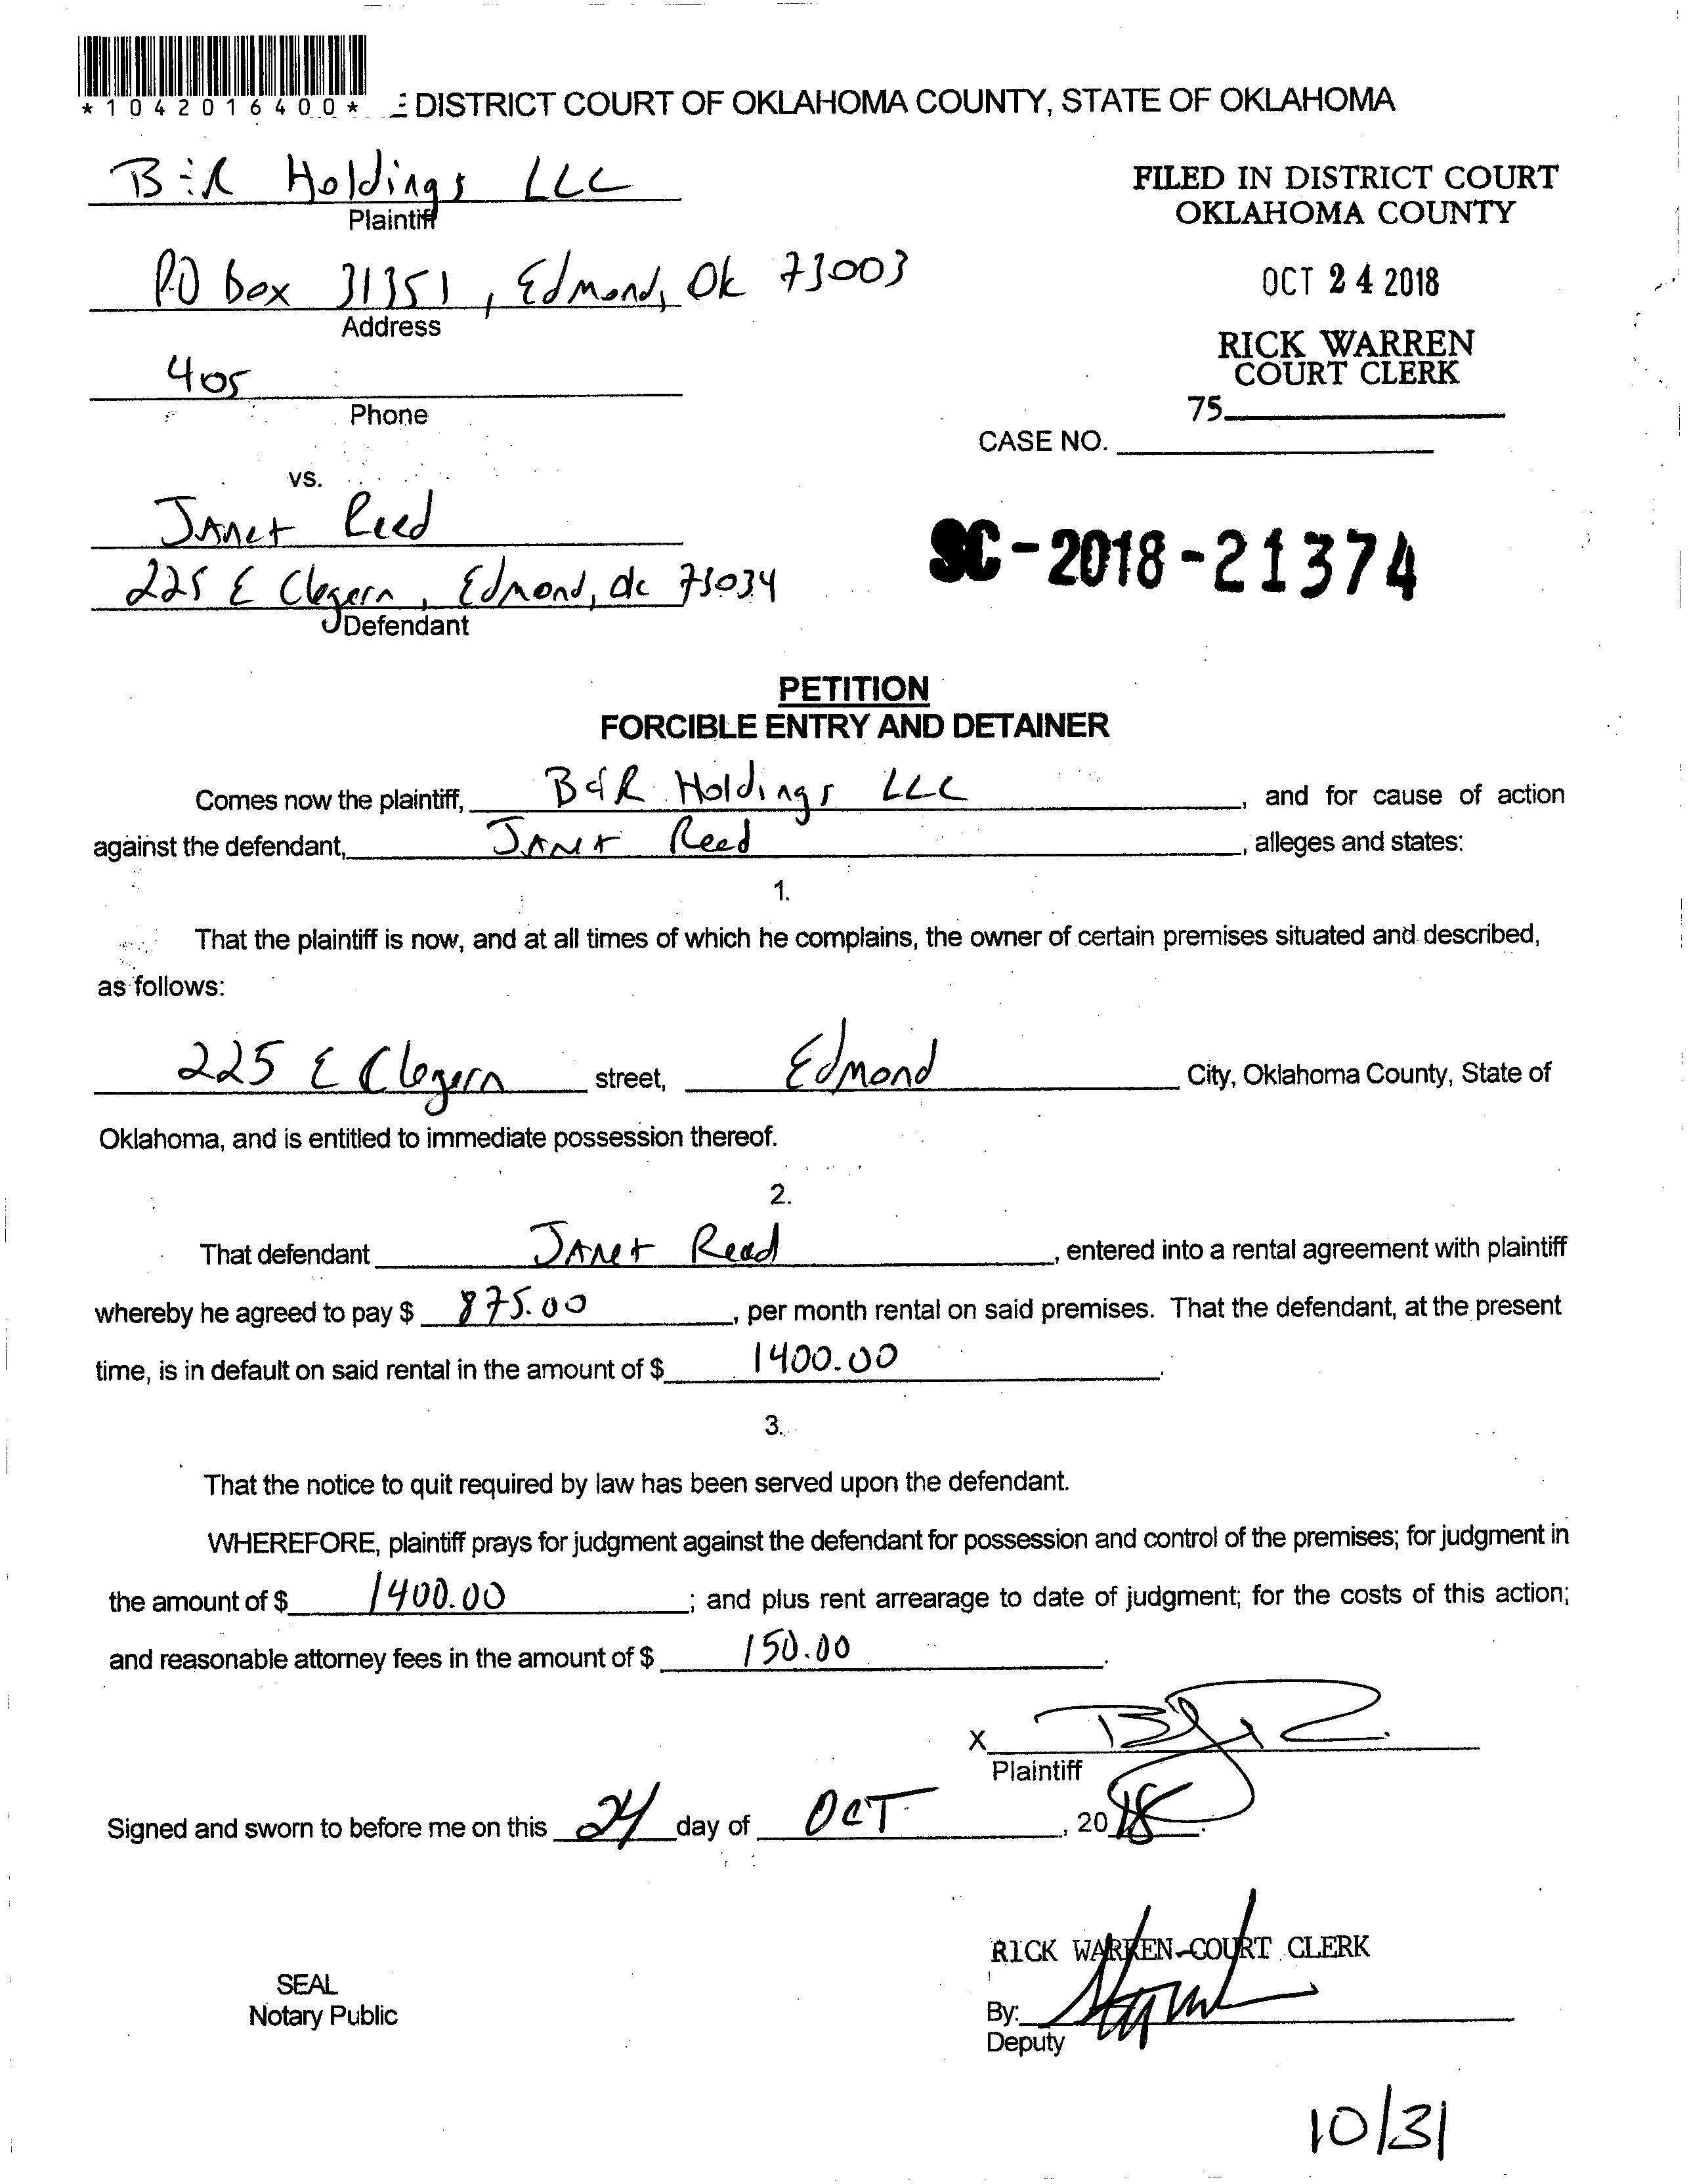 *1042016400*
DISTRICT COURT OF OKLAHOMA COUNTY, STATE OF OKLAHOMA
B&R Holdings LLC
Plaintiff
FILED IN DISTRICT COURT
OKLAHOMA COUNTY
PO box 31351, Edmond, Ok 73003
Address
OCT 24 2018
RICK WARREN
COURT CLERK
405
Phone
75
CASE NO.
vs.
JANet Reed
SC-2018-21374
225 E Clegern, Edmond, Ok 73034
Defendant
PETITION
FORCIBLE ENTRY AND DETAINER
Comes now the plaintiff, B&R Holdings LLC, and for cause of action
against the defendant, JANet Reed, alleges and states:
1.
That the plaintiff is now, and at all times of which he complains, the owner of certain premises situated and described,
as follows:
225 E Clegern street, Edmond City, Oklahoma County, State of
Oklahoma, and is entitled to immediate possession thereof.
2.
That defendant JANet Reed, entered into a rental agreement with plaintiff
whereby he agreed to pay $ 875.00, per month rental on said premises. That the defendant, at the present
time, is in default on said rental in the amount of $ 1400.00.
3.
That the notice to quit required by law has been served upon the defendant.
WHEREFORE, plaintiff prays for judgment against the defendant for possession and control of the premises; for judgment in
the amount of $ 1400.00; and plus rent arrearage to date of judgment; for the costs of this action;
and reasonable attorney fees in the amount of $ 150.00.
X
Plaintiff
Signed and sworn to before me on this 24 day of OCT, 2018.
RICK WARREN-COURT CLERK
SEAL
Notary Public
By:
Deputy
10/31